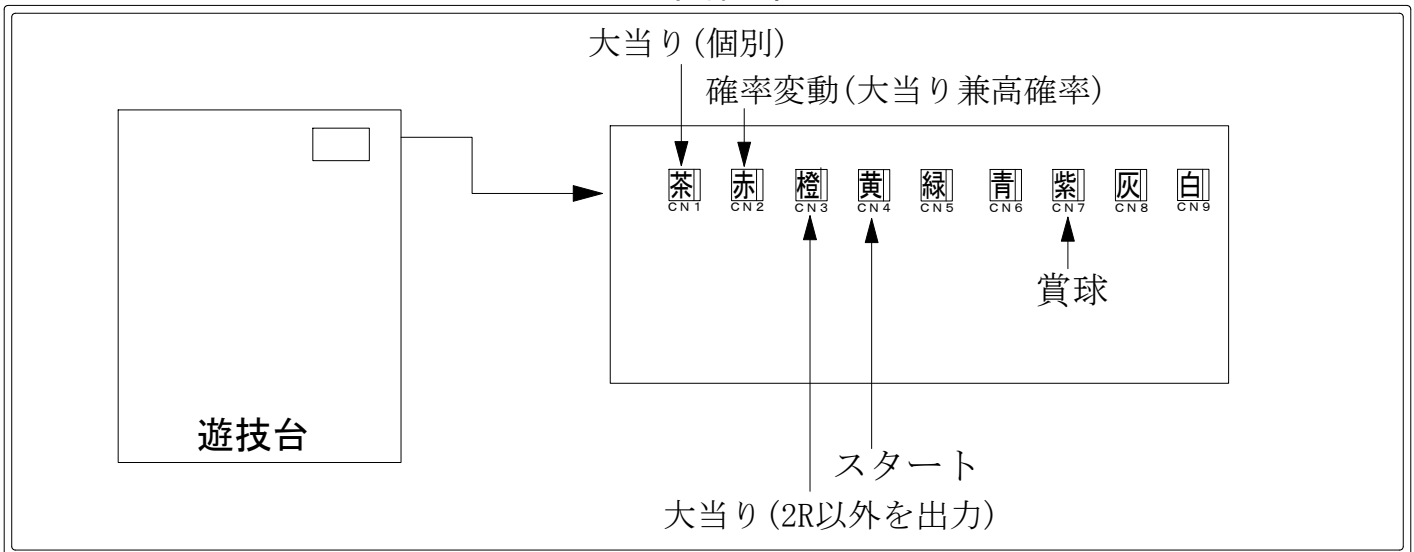 大当り(個別)
確率変動(大当り兼高確率)
茶 赤 橙 黄 緑 青 紫 灰 白
CN1 CN2 CN3 CN4 CN5 CN6 CN7 CN8 CN9
賞球
遊技台
スタート
大当り(2R以外を出力)